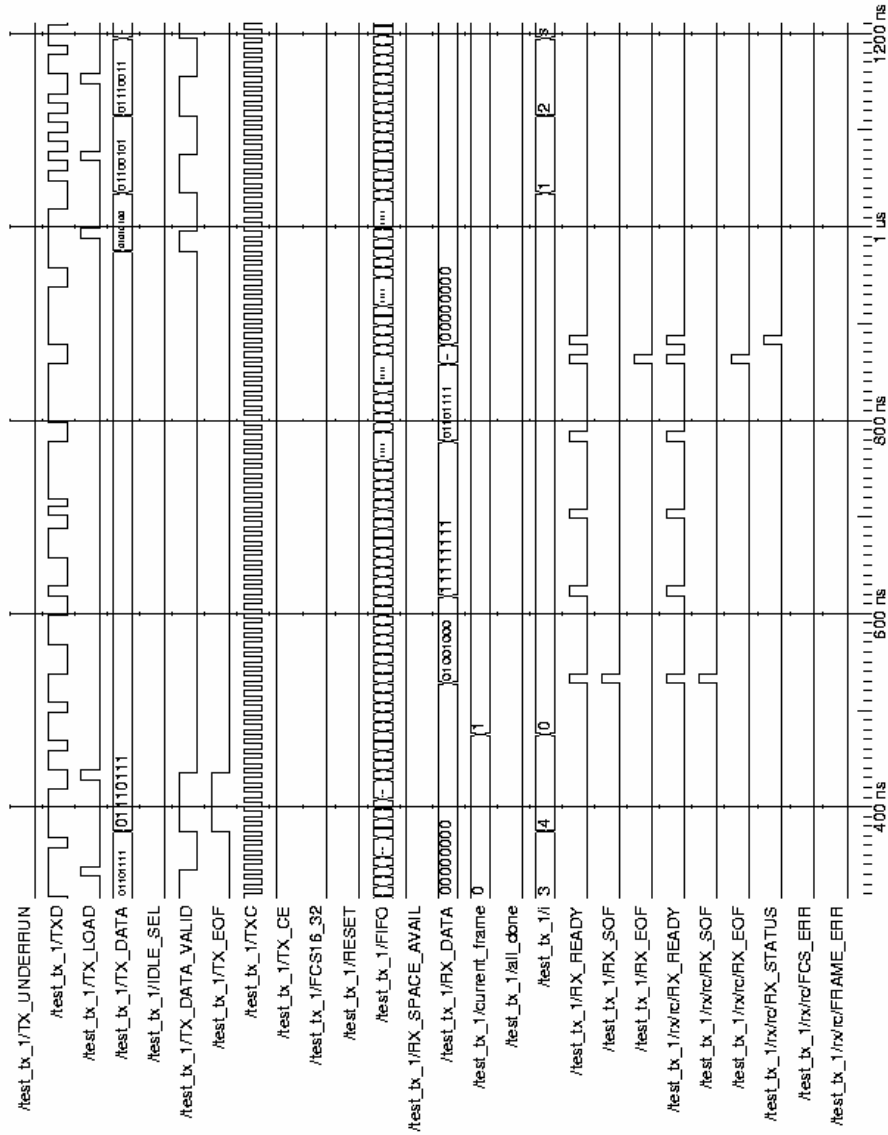 /test_tx_1/TX_UNDERRUN
/test_tx_1/TXD
/test_tx_1/TX_LOAD
/test_tx_1/TX_DATA 01101111 01110111 01100101 01110011
/test_tx_1/IDLE_SEL
/test_tx_1/TX_DATA_VALID
/test_tx_1/TX_EOF
/test_tx_1/TXC
/test_tx_1/TX_CE
/test_tx_1/FCS16_32
/test_tx_1/RESET
/test_tx_1/FIFO
/test_tx_1/RX_SPACE_AVAIL
/test_tx_1/RX_DATA 00000000 01001000 11111111 01101111 - 00000000
/test_tx_1/current_frame 0 1
/test_tx_1/all_done
/test_tx_1/i 3 4 0 1 2 3
/test_tx_1/RX_READY
/test_tx_1/RX_SOF
/test_tx_1/RX_EOF
/test_tx_1/rx/rc/RX_READY
/test_tx_1/rx/rc/RX_SOF
/test_tx_1/rx/rc/RX_EOF
/test_tx_1/rx/rc/RX_STATUS
/test_tx_1/rx/rc/FCS_ERR
/test_tx_1/rx/rc/FRAME_ERR
400 ns 600 ns 800 ns 1 us 1200 ns